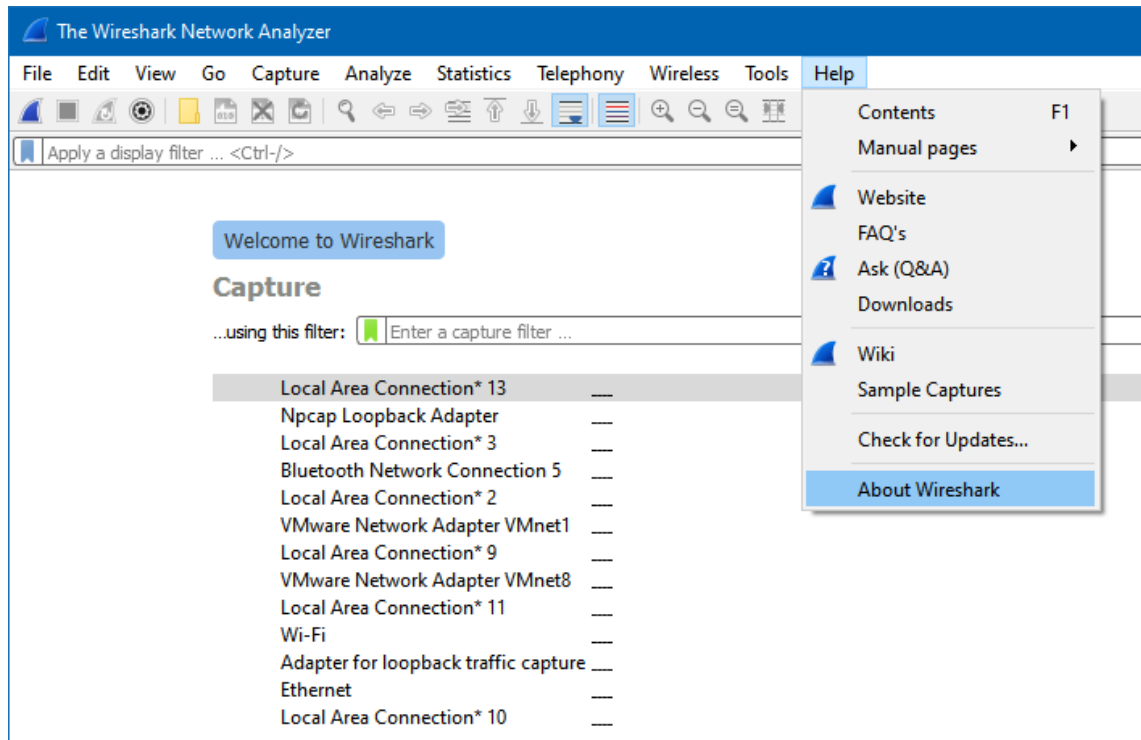 The Wireshark Network Analyzer
File Edit View Go Capture Analyze Statistics Telephony Wireless Tools Help
Apply a display filter ... <Ctrl-/>
Contents F1
Manual pages
Website
FAQ's
Ask (Q&A)
Downloads
Wiki
Sample Captures
Check for Updates...
About Wireshark
Welcome to Wireshark
Capture
...using this filter: Enter a capture filter ...
Local Area Connection* 13
Npcap Loopback Adapter
Local Area Connection* 3
Bluetooth Network Connection 5
Local Area Connection* 2
VMware Network Adapter VMnet1
Local Area Connection* 9
VMware Network Adapter VMnet8
Local Area Connection* 11
Wi-Fi
Adapter for loopback traffic capture
Ethernet
Local Area Connection* 10